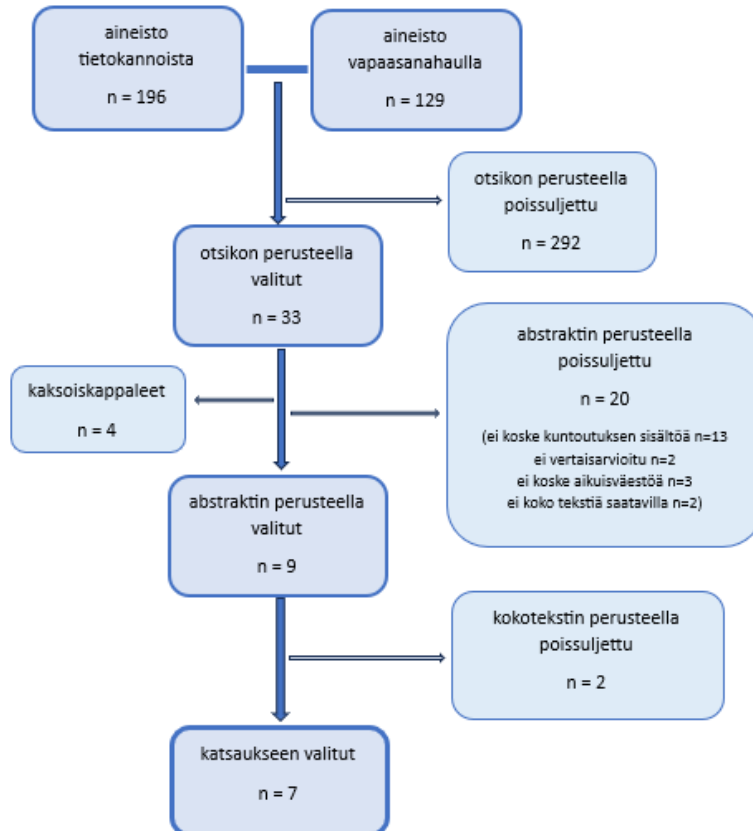 aineisto
tietokannoista
n = 196
aineisto
vapaasanahaulla
n = 129
otsikon perusteella
poissuljettu
n = 292
otsikon perusteella
valitut
n = 33
abstraktin perusteella
poissuljettu
n = 20
(ei koske kuntoutuksen sisältöä n=13
ei vertaisarvioitu n=2
ei koske aikuisväestöä n=3
ei koko tekstiä saatavilla n=2)
kaksoiskappaleet
n = 4
abstraktin perusteella
valitut
n = 9
kokotekstin perusteella
poissuljettu
n = 2
katsaukseen valitut
n = 7